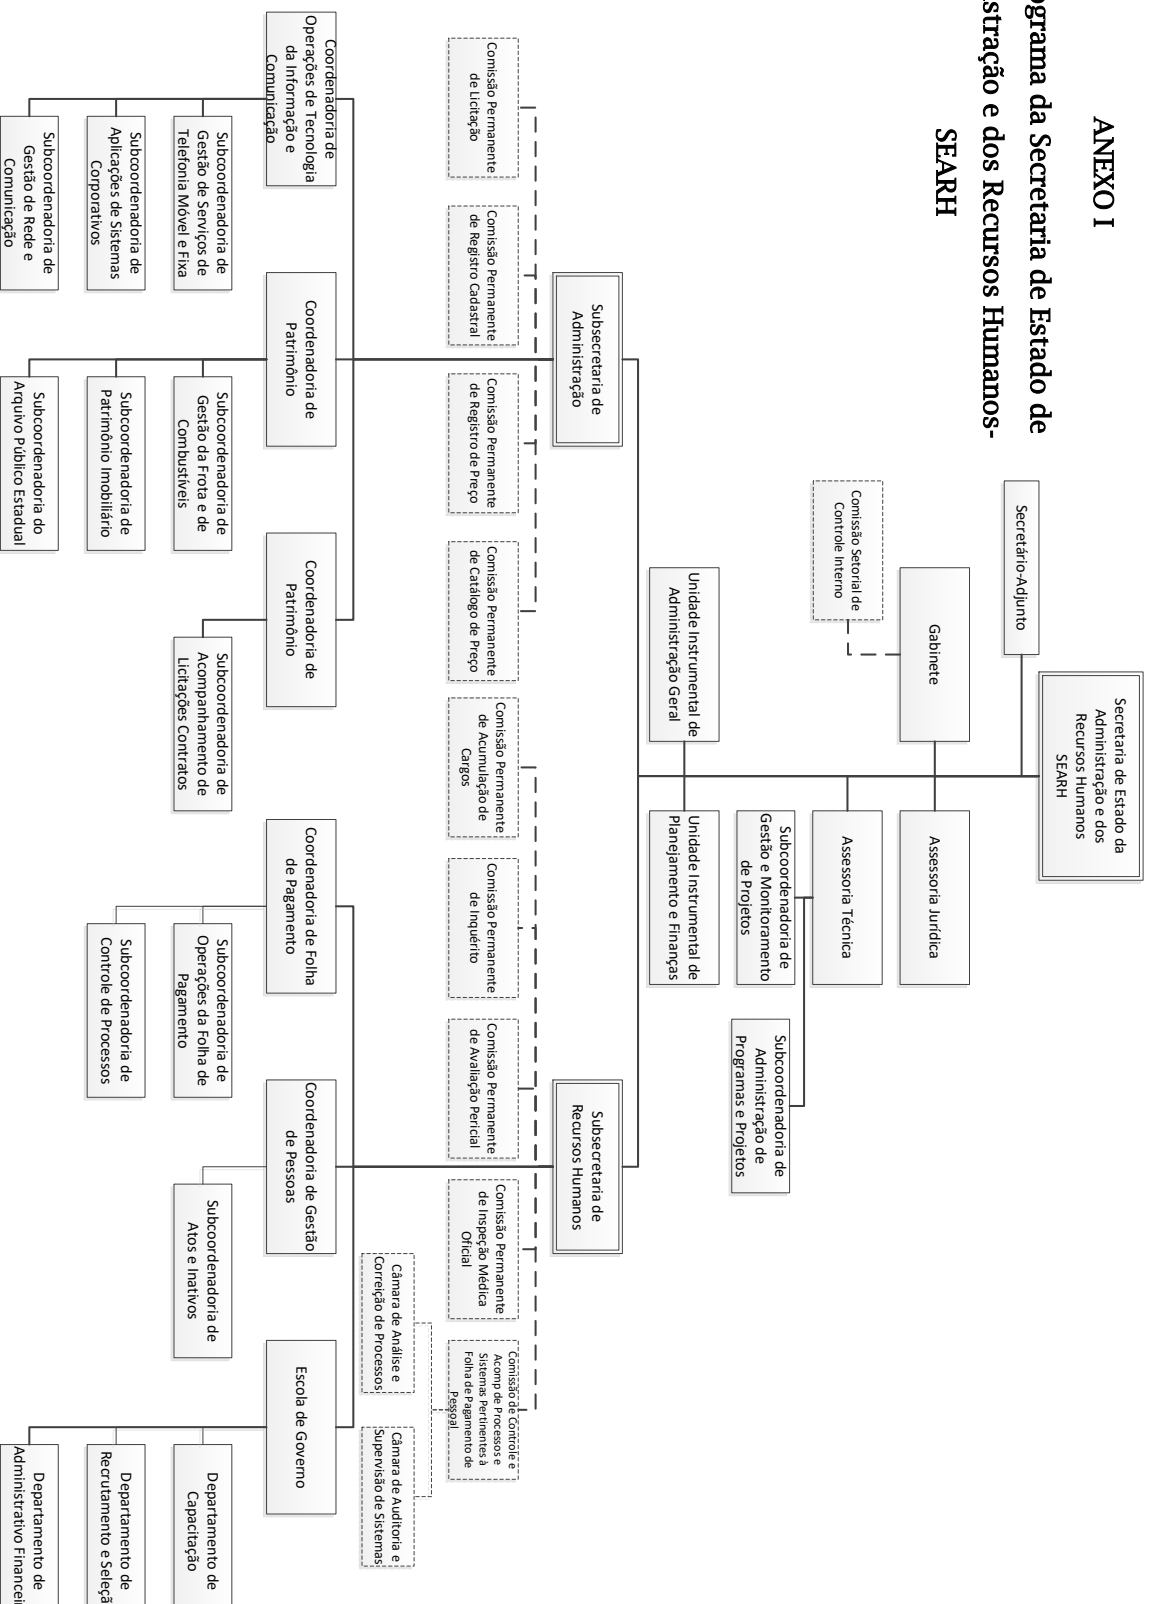 ANEXO I
ograma da Secretaria de Estado de
stração e dos Recursos Humanos-
SEARH
Secretaria de Estado da
Administração e dos
Recursos Humanos
SEARH
Secretário-Adjunto
Gabinete
Assessoria Jurídica
Comissão Setorial de
Controle Interno
Assessoria Técnica
Subcoordenadoria de
Gestão e Monitoramento
de Projetos
Subcoordenadoria de
Administração de
Programas e Projetos
Unidade Instrumental de
Administração Geral
Unidade Instrumental de
Planejamento e Finanças
Subsecretaria de
Administração
Subsecretaria de
Recursos Humanos
Comissão Permanente
de Licitação
Comissão Permanente
de Registro Cadastral
Comissão Permanente
de Registro de Preço
Comissão Permanente
de Catálogo de Preço
Comissão Permanente
de Acumulação de
Cargos
Comissão Permanente
de Inquérito
Comissão Permanente
de Avaliação Pericial
Comissão Permanente
de Inspeção Médica
Oficial
Comissão de Controle e
Acomp de Processos e
Sistemas Pertinentes à
Folha de Pagamento de
Pessoal
Câmara de Análise e
Correição de Processos
Câmara de Auditoria e
Supervisão de Sistemas
Coordenadoria de
Operações de Tecnologia
da Informação e
Comunicação
Coordenadoria de
Patrimônio
Coordenadoria de
Patrimônio
Coordenadoria de Folha
de Pagamento
Coordenadoria de Gestão
de Pessoas
Escola de Governo
Subcoordenadoria de
Gestão de Serviços de
Telefonia Móvel e Fixa
Subcoordenadoria de
Gestão da Frota e de
Combustíveis
Subcoordenadoria de
Acompanhamento de
Licitações Contratos
Subcoordenadoria de
Operações da Folha de
Pagamento
Subcoordenadoria de
Atos e Inativos
Departamento de
Capacitação
Subcoordenadoria de
Aplicações de Sistemas
Corporativos
Subcoordenadoria de
Patrimônio Imobiliário
Subcoordenadoria de
Controle de Processos
Departamento de
Recrutamento e Seleçã
Subcoordenadoria de
Gestão de Rede e
Comunicação
Subcoordenadoria do
Arquivo Público Estadual
Departamento de
Administrativo Financeir